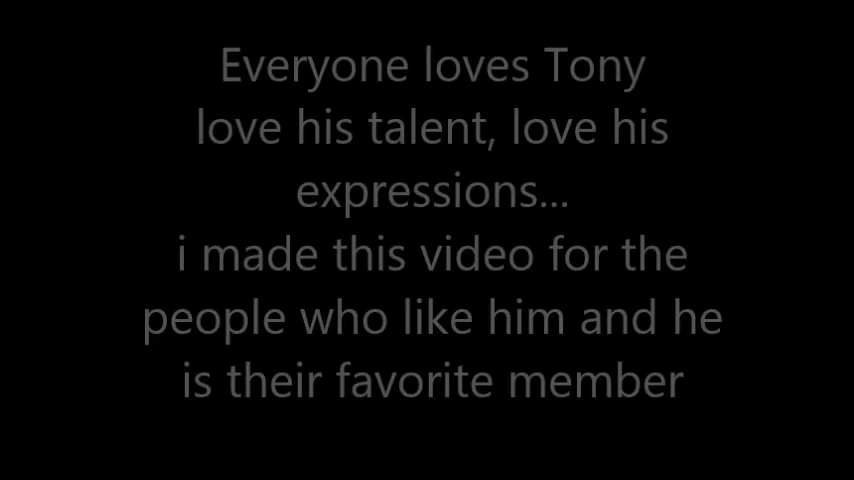 Everyone loves Tony
love his talent, love his
expressions...
i made this video for the
people who like him and he
is their favorite member